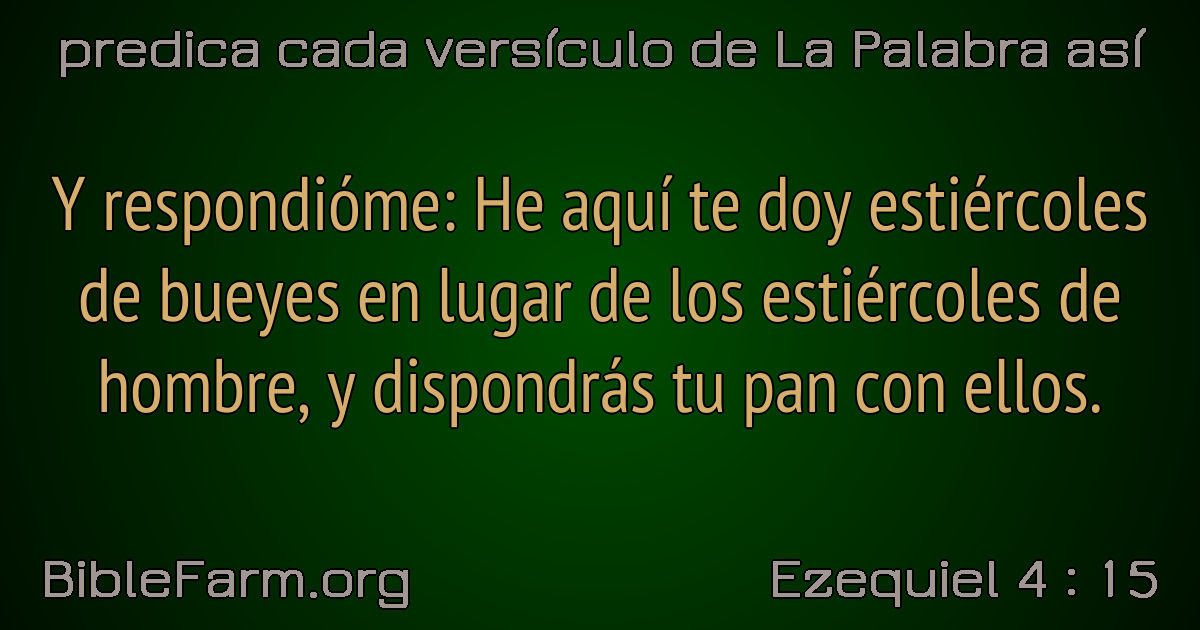 predica cada versículo de La Palabra así
Y respondióme: He aquí te doy estiércoles
de bueyes en lugar de los estiércoles de
hombre, y dispondrás tu pan con ellos.
BibleFarm.org
Ezequiel 4 : 15